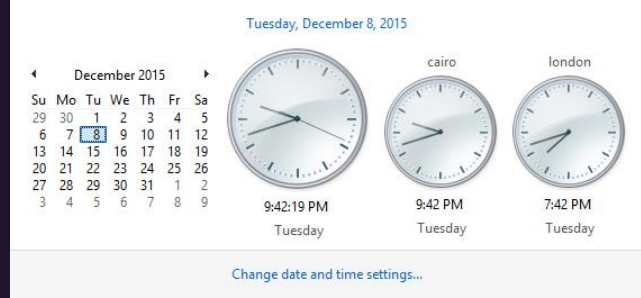 Tuesday, December 8, 2015
December 2015
Su Mo Tu We Th Fr Sa
29 30 1 2 3 4 5
6 7 8 9 10 11 12
13 14 15 16 17 18 19
20 21 22 23 24 25 26
27 28 29 30 31 1 2
3 4 5 6 7 8 9
9:42:19 PM
Tuesday
cairo
9:42 PM
Tuesday
london
7:42 PM
Tuesday
Change date and time settings...